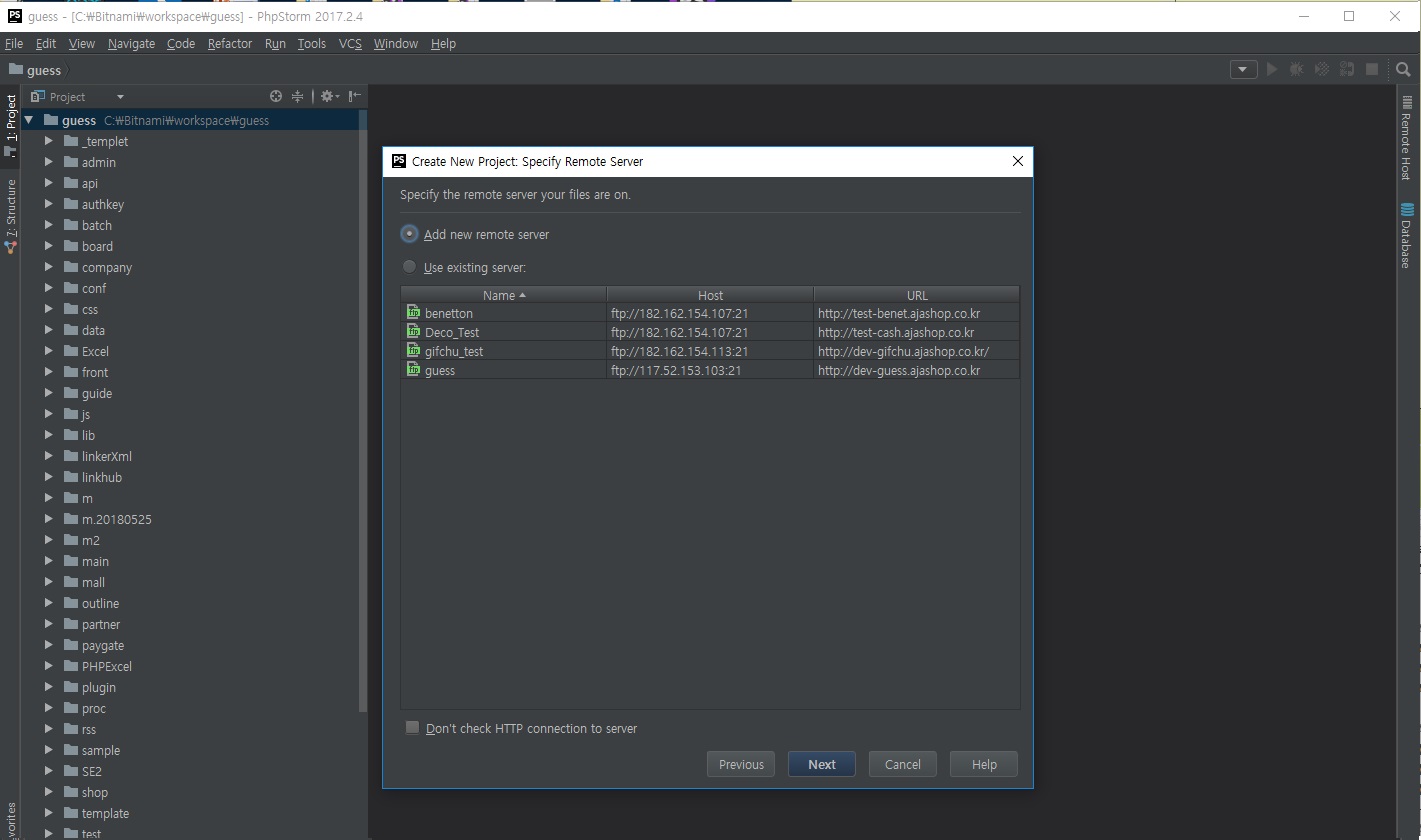 PS guess - [C:₩Bitnami₩workspace₩guess] - PhpStorm 2017.2.4
File Edit View Navigate Code Refactor Run Tools VCS Window Help
guess
1: Project
7: Structure
vorites
Project
guess C:₩Bitnami₩workspace₩guess
_templet
admin
api
authkey
batch
board
company
conf
css
data
Excel
front
guide
js
lib
linkerXml
linkhub
m
m.20180525
m2
main
mall
outline
partner
paygate
PHPExcel
plugin
proc
rss
sample
SE2
shop
template
test
PS Create New Project: Specify Remote Server
Specify the remote server your files are on.
Add new remote server
Use existing server:
Name Host URL
ftp benetton ftp://182.162.154.107:21 http://test-benet.ajashop.co.kr
ftp Deco_Test ftp://182.162.154.107:21 http://test-cash.ajashop.co.kr
ftp gifchu_test ftp://182.162.154.113:21 http://dev-gifchu.ajashop.co.kr/
ftp guess ftp://117.52.153.103:21 http://dev-guess.ajashop.co.kr
Don't check HTTP connection to server
Previous Next Cancel Help
Remote Host
Database